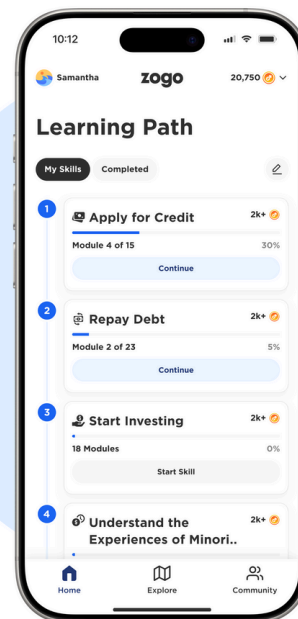 10:12
Samantha
zogo
20,750
Learning Path
My Skills
Completed
1
Apply for Credit
2k+
Module 4 of 15
30%
Continue
2
Repay Debt
2k+
Module 2 of 23
5%
Continue
3
Start Investing
2k+
18 Modules
0%
Start Skill
4
Understand the
Experiences of Minori..
2k+
Home
Explore
Community